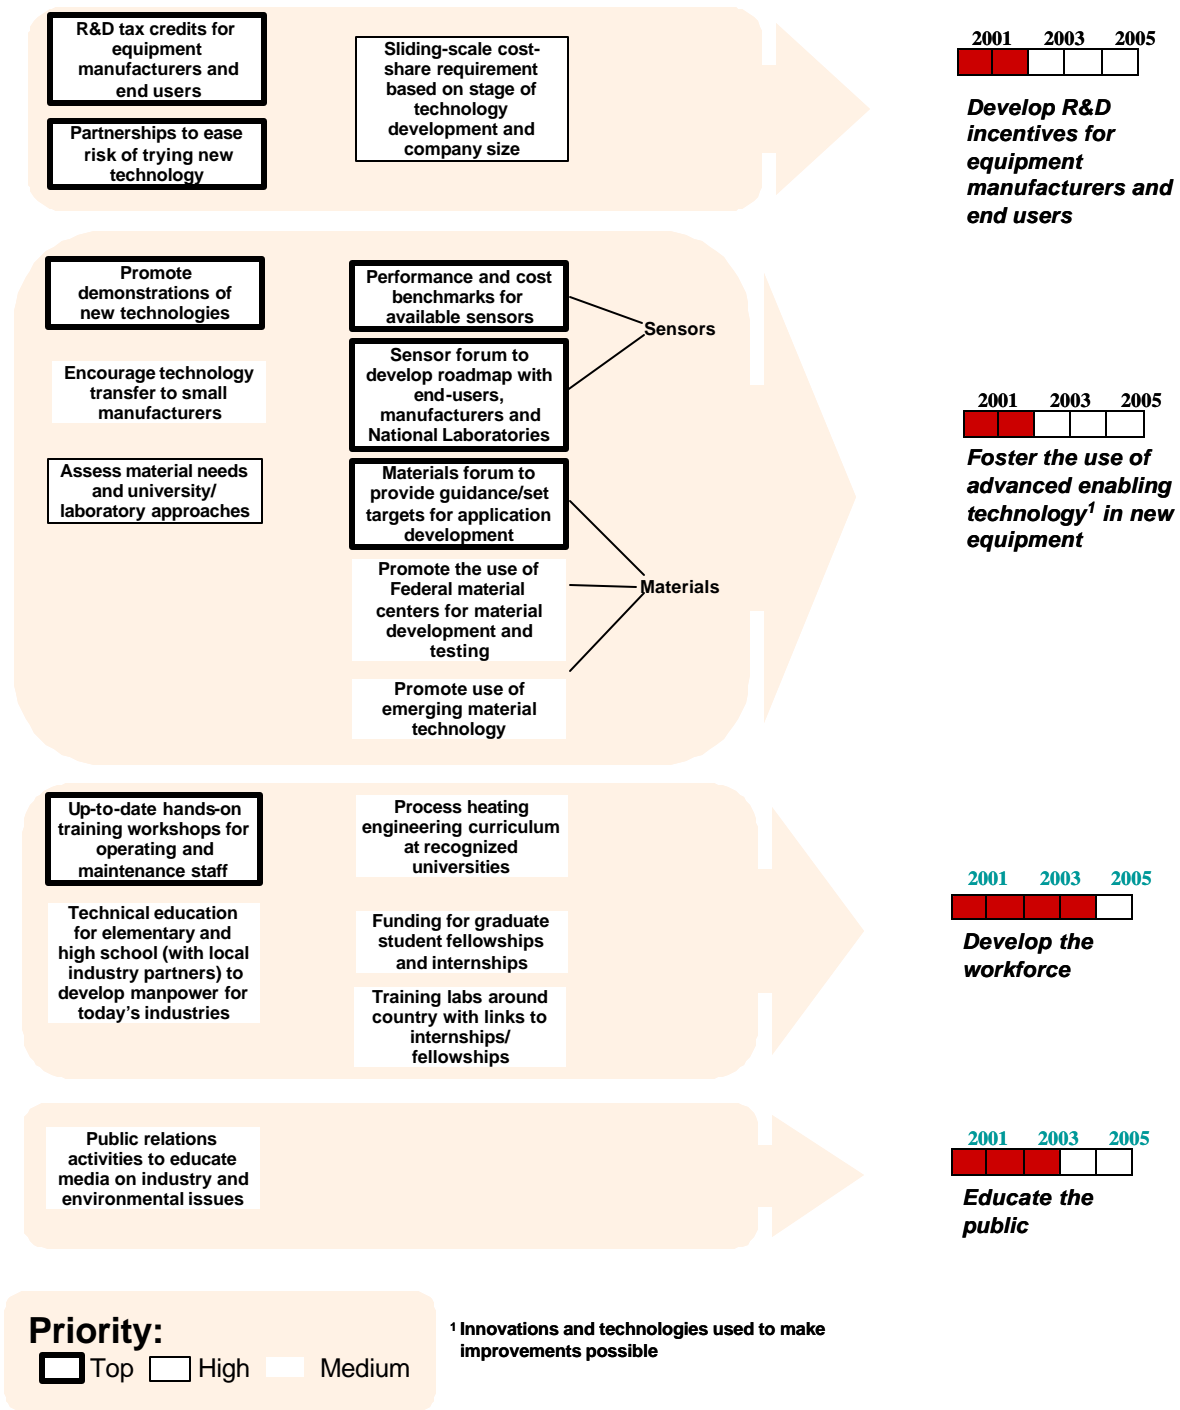 R&D tax credits for
equipment
manufacturers and
end users
Partnerships to ease
risk of trying new
technology
Sliding-scale cost-
share requirement
based on stage of
technology
development and
company size
2001 2003 2005
Develop R&D
incentives for
equipment
manufacturers and
end users
Promote
demonstrations of
new technologies
Encourage technology
transfer to small
manufacturers
Assess material needs
and university/
laboratory approaches
Performance and cost
benchmarks for
available sensors
Sensor forum to
develop roadmap with
end-users,
manufacturers and
National Laboratories
Sensors
Materials forum to
provide guidance/set
targets for application
development
Promote the use of
Federal material
centers for material
development and
testing
Promote use of
emerging material
technology
Materials
2001 2003 2005
Foster the use of
advanced enabling
technology¹ in new
equipment
Up-to-date hands-on
training workshops for
operating and
maintenance staff
Technical education
for elementary and
high school (with local
industry partners) to
develop manpower for
today's industries
Process heating
engineering curriculum
at recognized
universities
Funding for graduate
student fellowships
and internships
Training labs around
country with links to
internships/
fellowships
2001 2003 2005
Develop the
workforce
Public relations
activities to educate
media on industry and
environmental issues
2001 2003 2005
Educate the
public
Priority:
Top High Medium
¹ Innovations and technologies used to make
improvements possible